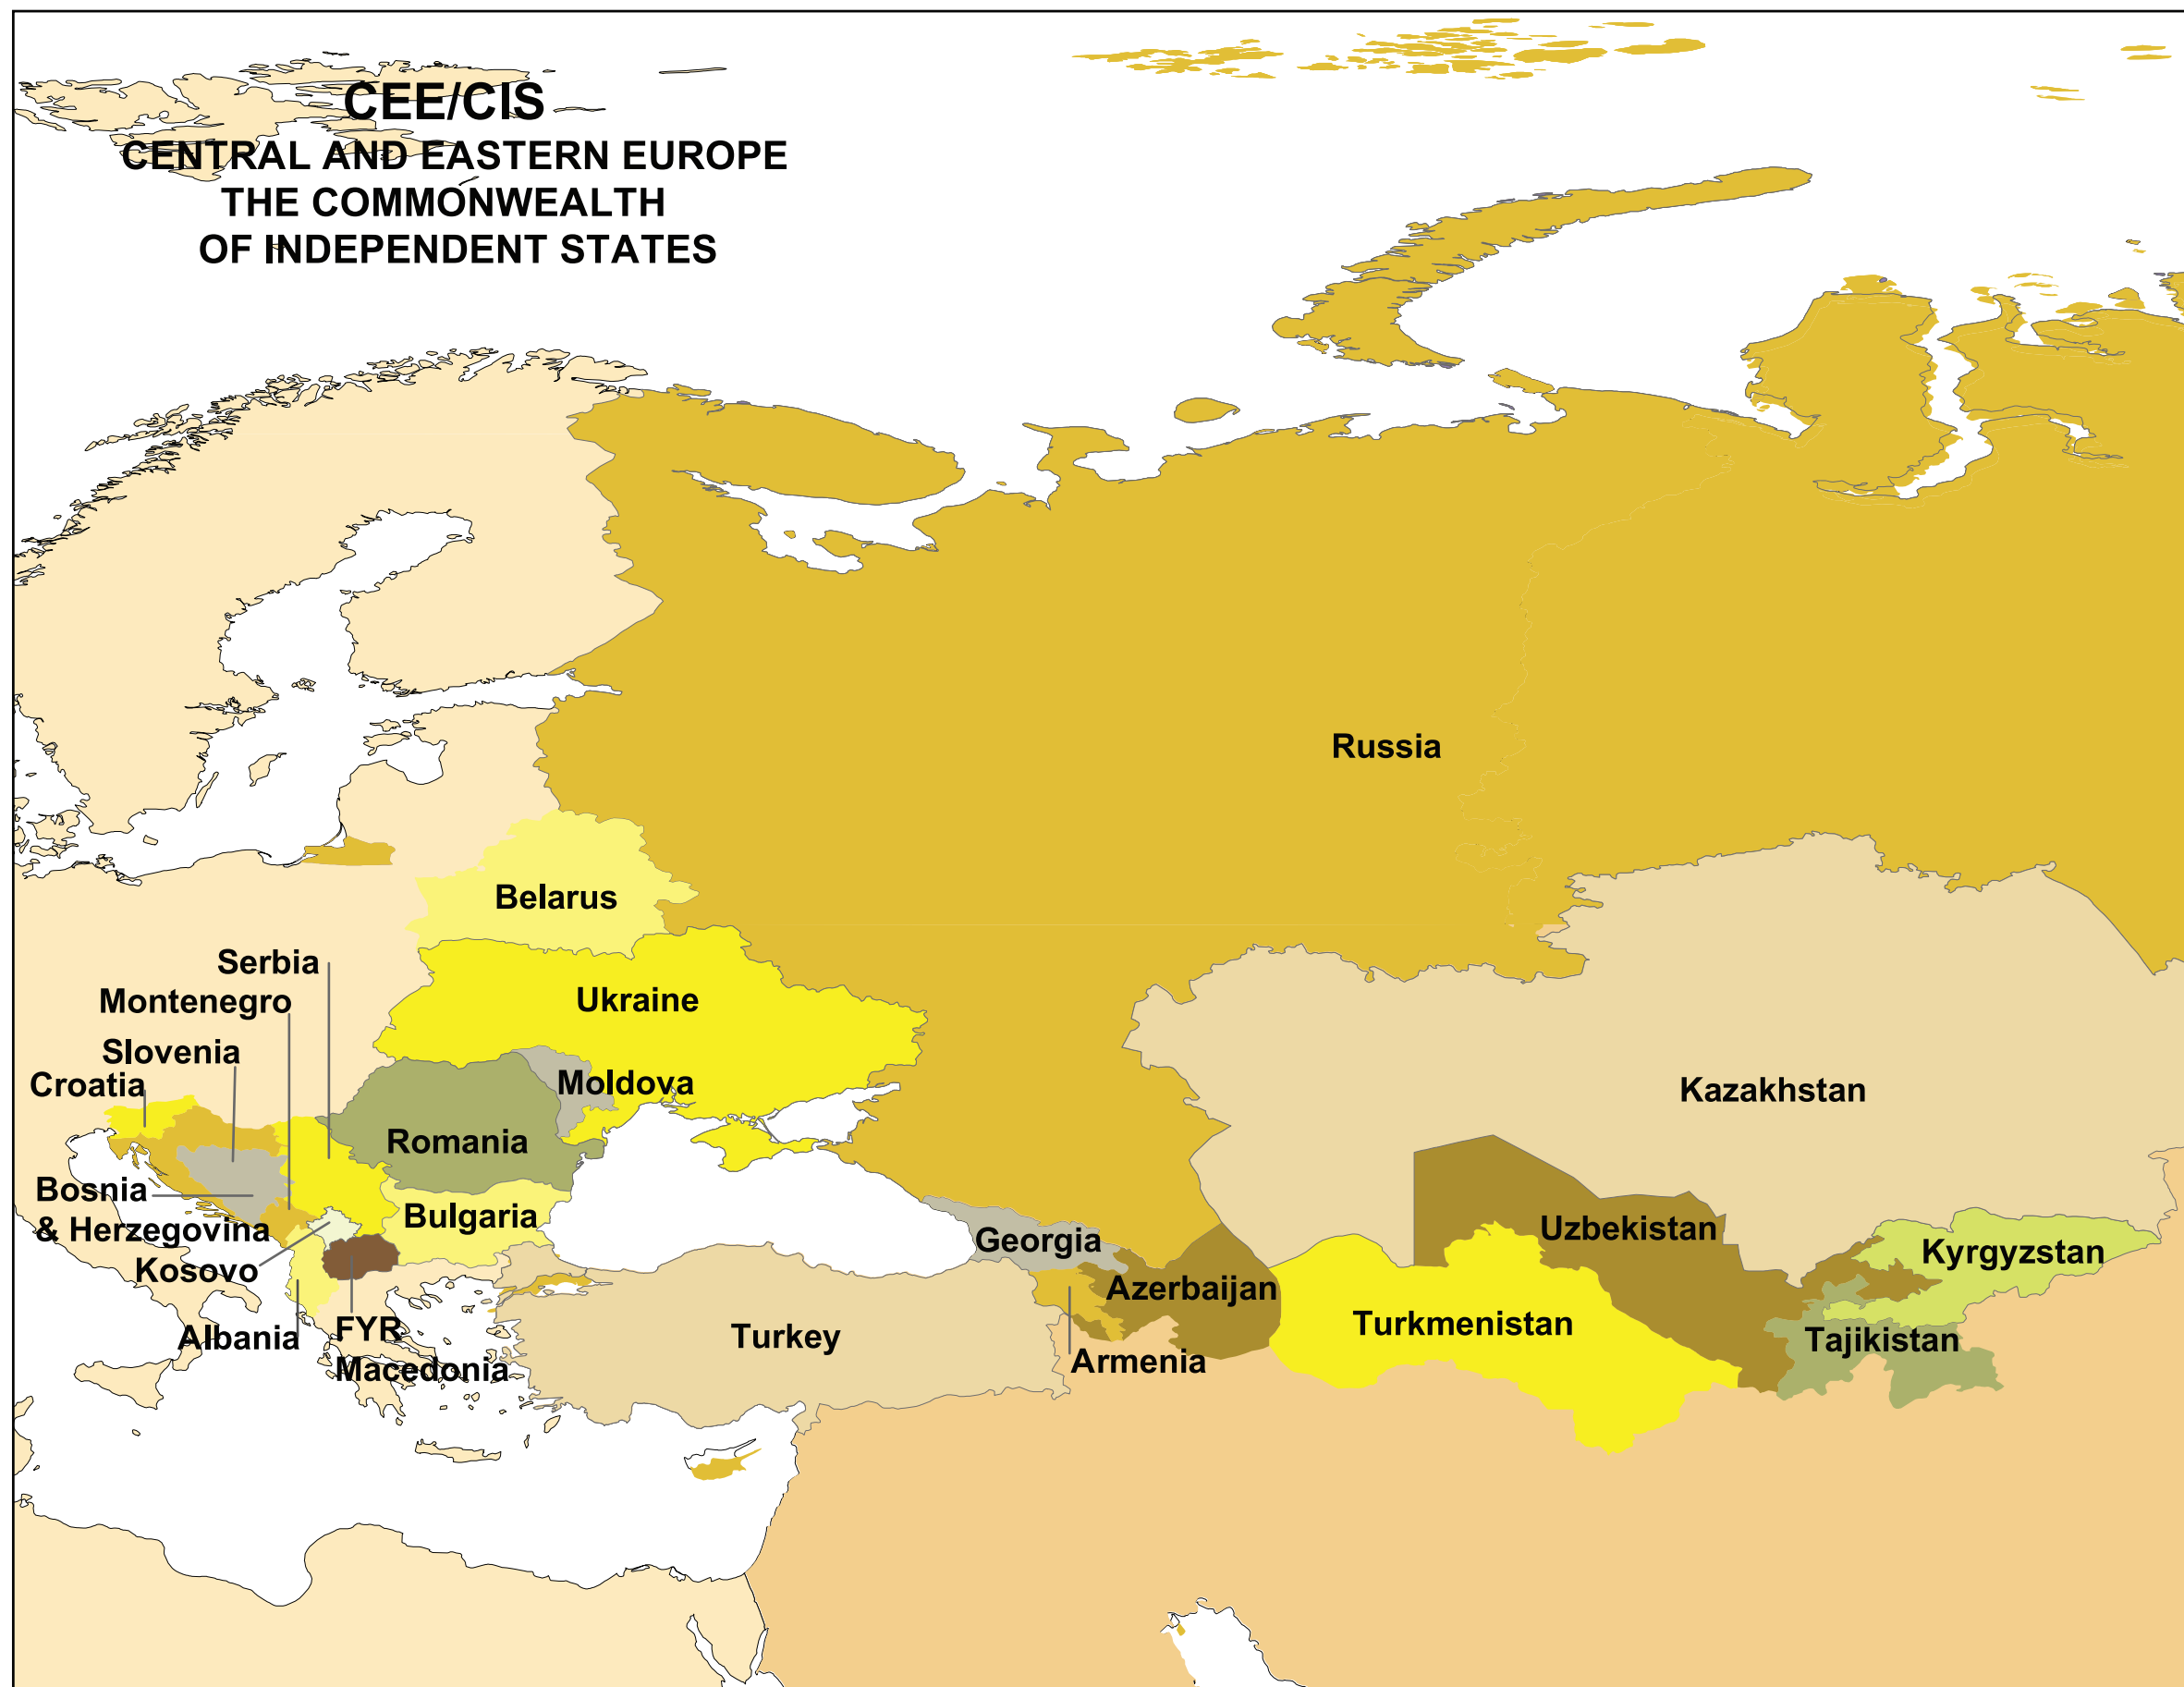 CEE/CIS
CENTRAL AND EASTERN EUROPE
THE COMMONWEALTH
OF INDEPENDENT STATES
Russia
Belarus
Serbia
Montenegro
Ukraine
Slovenia
Croatia
Moldova
Kazakhstan
Romania
Bosnia
& Herzegovina
Bulgaria
Georgia
Uzbekistan
Kyrgyzstan
Kosovo
Azerbaijan
Turkmenistan
Albania
FYR
Macedonia
Turkey
Armenia
Tajikistan